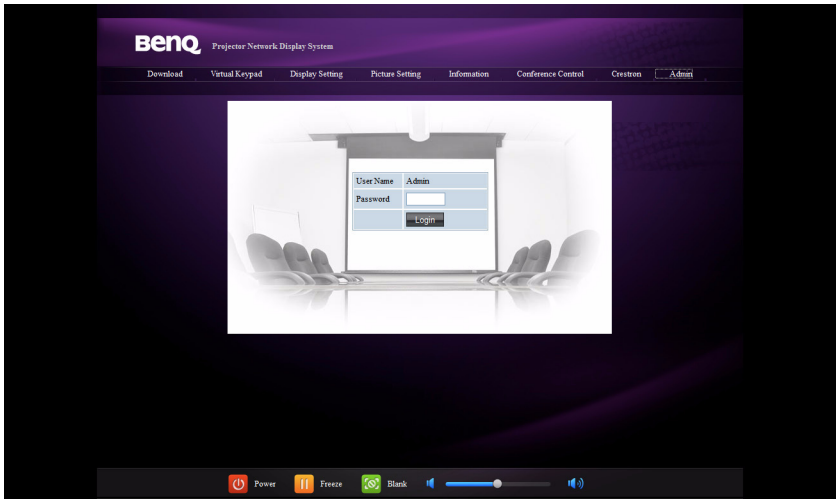 BenQ Projector Network Display System
Download Virtual Keypad Display Setting Picture Setting Information Conference Control Crestron Admin
User Name Admin
Password
Login
Power Freeze Blank